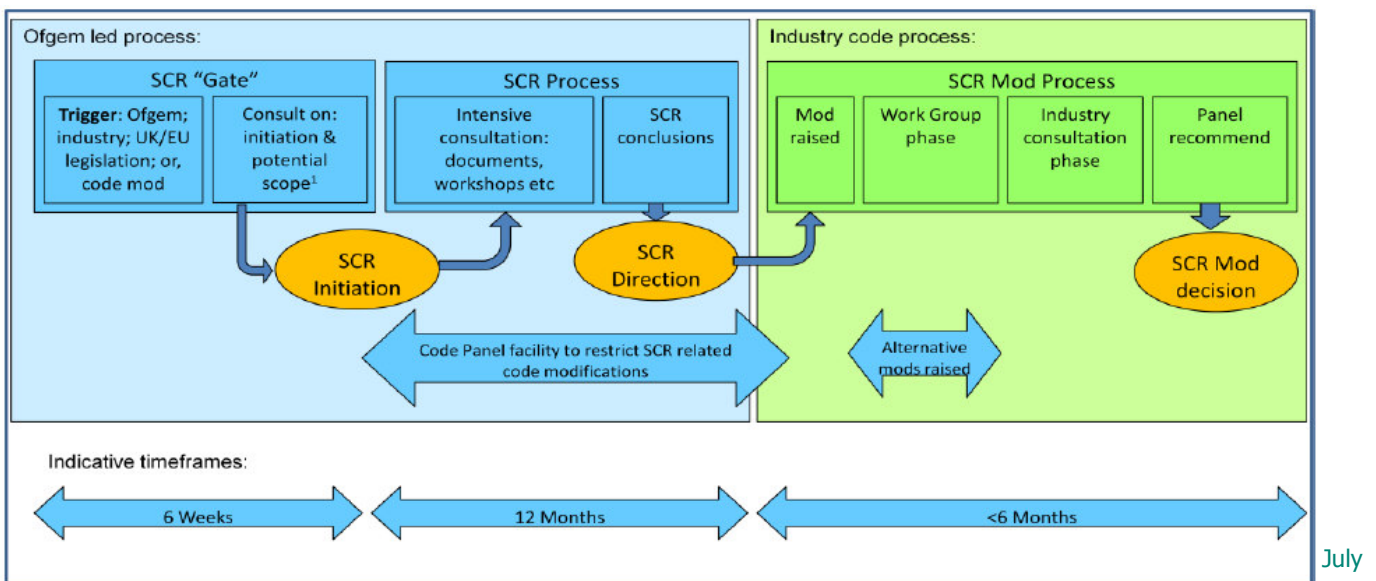 Ofgem led process:
SCR “Gate”
Trigger: Ofgem;
industry; UK/EU
legislation; or,
code mod
Consult on:
initiation &
potential
scope¹
SCR Process
Intensive
consultation:
documents,
workshops etc
SCR
conclusions
SCR
Initiation
SCR
Direction
Code Panel facility to restrict SCR related
code modifications
Industry code process:
SCR Mod Process
Mod
raised
Work Group
phase
Industry
consultation
phase
Panel
recommend
SCR Mod
decision
Alternative
mods raised
Indicative timeframes:
6 Weeks
12 Months
<6 Months
July